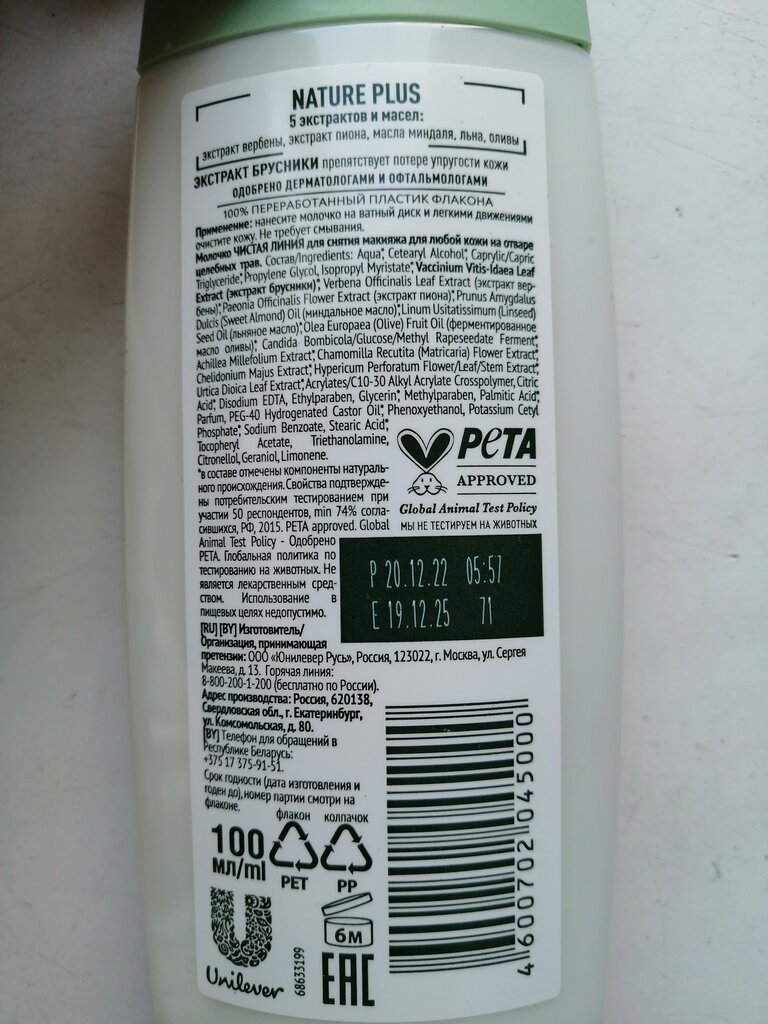 NATURE PLUS
5 экстрактов и масел:
экстракт вербены, экстракт пиона, масла миндаля, льна, оливы
ЭКСТРАКТ БРУСНИКИ препятствует потере упругости кожи
ОДОБРЕНО ДЕРМАТОЛОГАМИ И ОФТАЛЬМОЛОГАМИ
100% ПЕРЕРАБОТАННЫЙ ПЛАСТИК ФЛАКОНА
Применение: нанесите молочко на ватный диск и легкими движениями
очистите кожу. Не требует смывания.
Молочко ЧИСТАЯ ЛИНИЯ для снятия макияжа для любой кожи на отваре
целебных трав. Состав/Ingredients: Aqua*, Cetearyl Alcohol*, Caprylic/Capric
Triglyceride*, Propylene Glycol, Isopropyl Myristate*, Vaccinium Vitis-Idaea Leaf
Extract (экстракт брусники)*, Verbena Officinalis Leaf Extract (экстракт вер-
бены)*, Paeonia Officinalis Flower Extract (экстракт пиона)*, Prunus Amygdalus
Dulcis (Sweet Almond) Oil (миндальное масло)*, Linum Usitatissimum (Linseed)
Seed Oil (льняное масло)*, Olea Europaea (Olive) Fruit Oil (ферментированное
масло оливы)*, Candida Bombicola/Glucose/Methyl Rapeseedate Ferment*,
Achillea Millefolium Extract*, Chamomilla Recutita (Matricaria) Flower Extract*,
Chelidonium Majus Extract*, Hypericum Perforatum Flower/Leaf/Stem Extract*,
Urtica Dioica Leaf Extract*, Acrylates/C10-30 Alkyl Acrylate Crosspolymer, Citric
Acid*, Disodium EDTA, Ethylparaben, Glycerin*, Methylparaben, Palmitic Acid*,
Parfum, PEG-40 Hydrogenated Castor Oil*, Phenoxyethanol, Potassium Cetyl
Phosphate*, Sodium Benzoate, Stearic Acid*,
Tocopheryl Acetate, Triethanolamine,
Citronellol, Geraniol, Limonene.
*в составе отмечены компоненты натураль-
ного происхождения. Свойства подтвержде-
ны потребительским тестированием при
участии 50 респондентов, min 74% согла-
сившихся, РФ, 2015. PETA approved. Global
Animal Test Policy - Одобрено
PETA. Глобальная политика по
тестированию на животных. Не
является лекарственным сред-
ством. Использование в
пищевых целях недопустимо.
PETA
APPROVED
Global Animal Test Policy
МЫ НЕ ТЕСТИРУЕМ НА ЖИВОТНЫХ
P 20.12.22 05:57
E 19.12.25 71
[RU] [BY] Изготовитель/
Организация, принимающая
претензии: ООО «Юнилевер Русь», Россия, 123022, г. Москва, ул. Сергея
Макеева, д. 13. Горячая линия:
8-800-200-1-200 (бесплатно по России).
Адрес производства: Россия, 620138,
Свердловская обл., г. Екатеринбург,
ул. Комсомольская, д. 80.
[BY] Телефон для обращений в
Республике Беларусь:
+375 17 375-91-51.
Срок годности (дата изготовления и
годен до), номер партии смотри на
флаконе.
флакон колпачок
100
мл/ml
PET PP
6М
Unilever
68633199
EAC
4 600702 045000